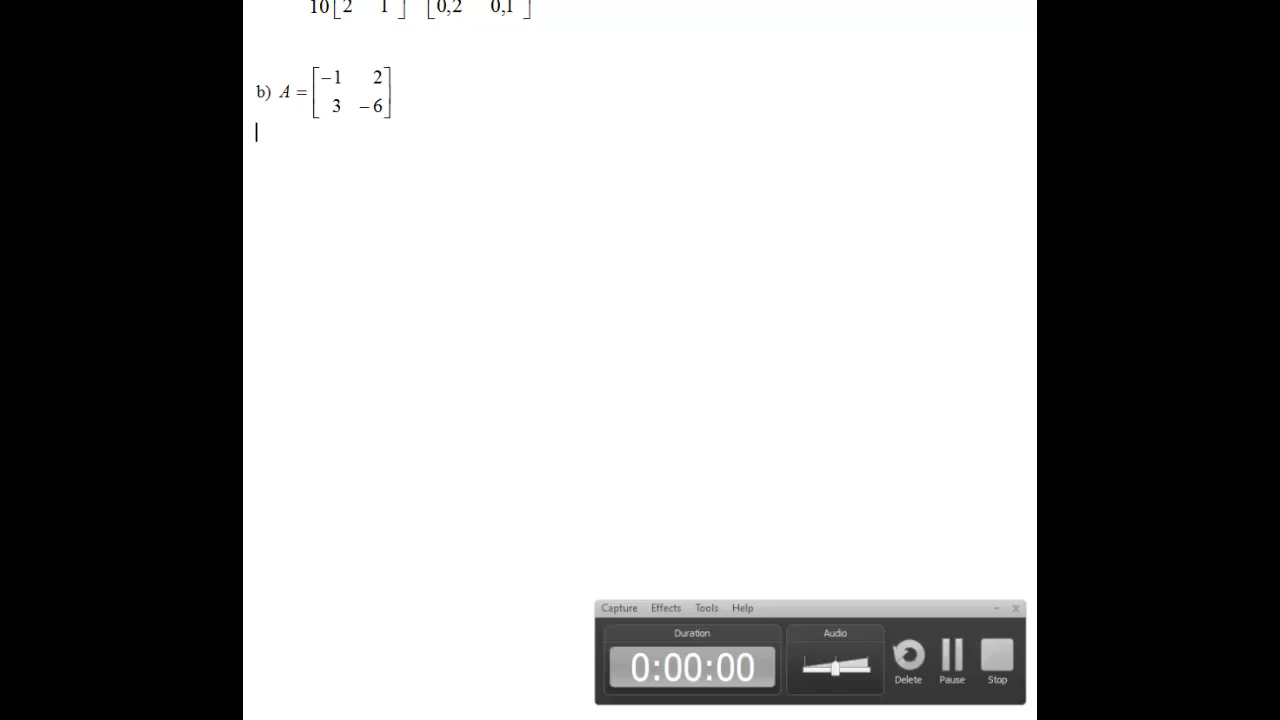 10[2 1] [0,2 0,1]
b) A = [−1 2
3 −6]
Capture Effects Tools Help
Duration Audio
0:00:00
Delete Pause Stop